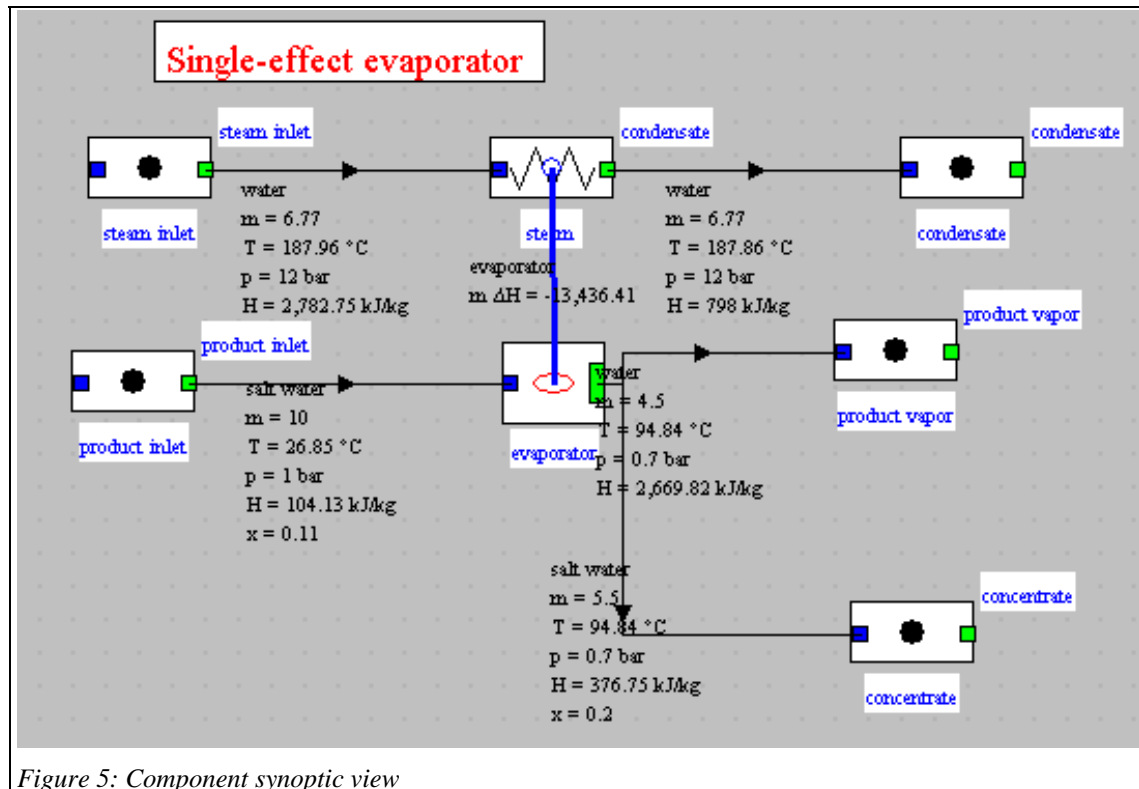 Single-effect evaporator
steam inlet
condensate
condensate
water
m = 6.77
T = 187.96 °C
p = 12 bar
H = 2,782.75 kJ/kg
steam inlet
steam
evaporator
m ΔH = -13,436.41
water
m = 6.77
T = 187.86 °C
p = 12 bar
H = 798 kJ/kg
condensate
product vapor
product inlet
salt water
m = 10
T = 26.85 °C
p = 1 bar
H = 104.13 kJ/kg
x = 0.11
product inlet
evaporator
water
m = 4.5
T = 94.84 °C
p = 0.7 bar
H = 2,669.82 kJ/kg
product vapor
salt water
m = 5.5
T = 94.84 °C
p = 0.7 bar
H = 376.75 kJ/kg
x = 0.2
concentrate
concentrate
Figure 5: Component synoptic view